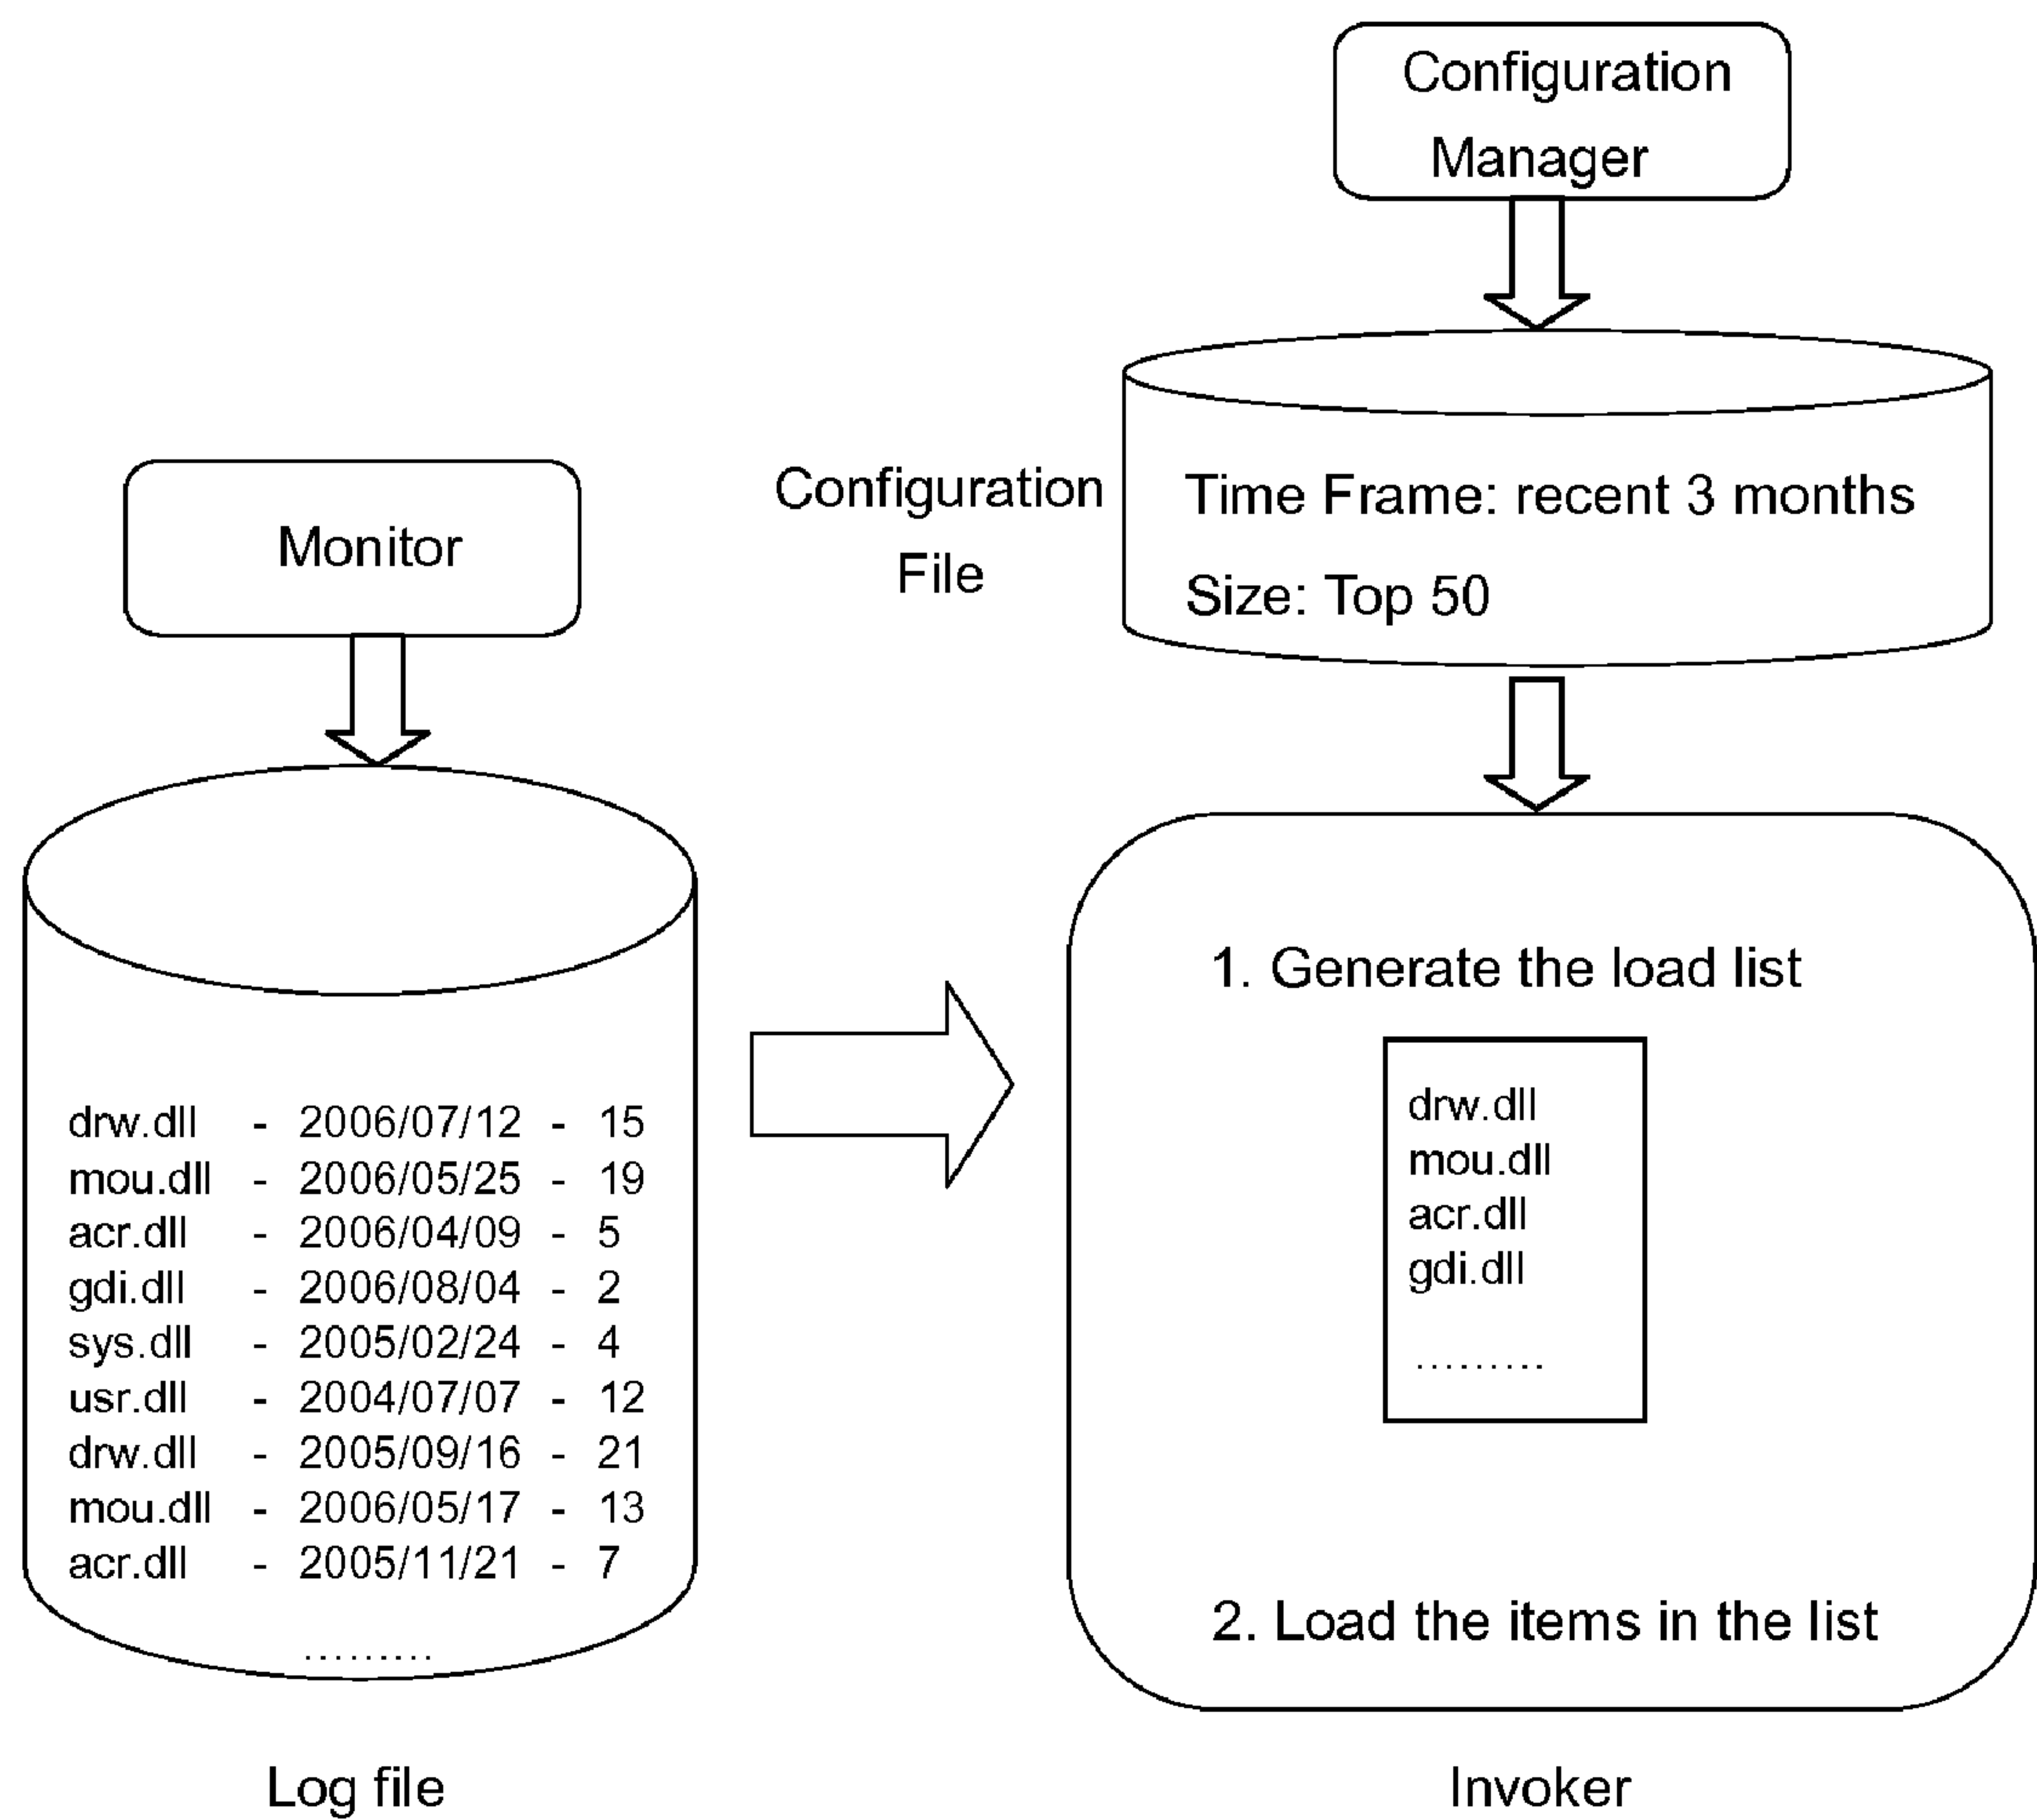 Configuration
Manager
Monitor
Configuration
File
Time Frame: recent 3 months
Size: Top 50
drw.dll - 2006/07/12 - 15
mou.dll - 2006/05/25 - 19
acr.dll - 2006/04/09 - 5
gdi.dll - 2006/08/04 - 2
sys.dll - 2005/02/24 - 4
usr.dll - 2004/07/07 - 12
drw.dll - 2005/09/16 - 21
mou.dll - 2006/05/17 - 13
acr.dll - 2005/11/21 - 7
.........
Log file
1. Generate the load list
drw.dll
mou.dll
acr.dll
gdi.dll
.........
2. Load the items in the list
Invoker